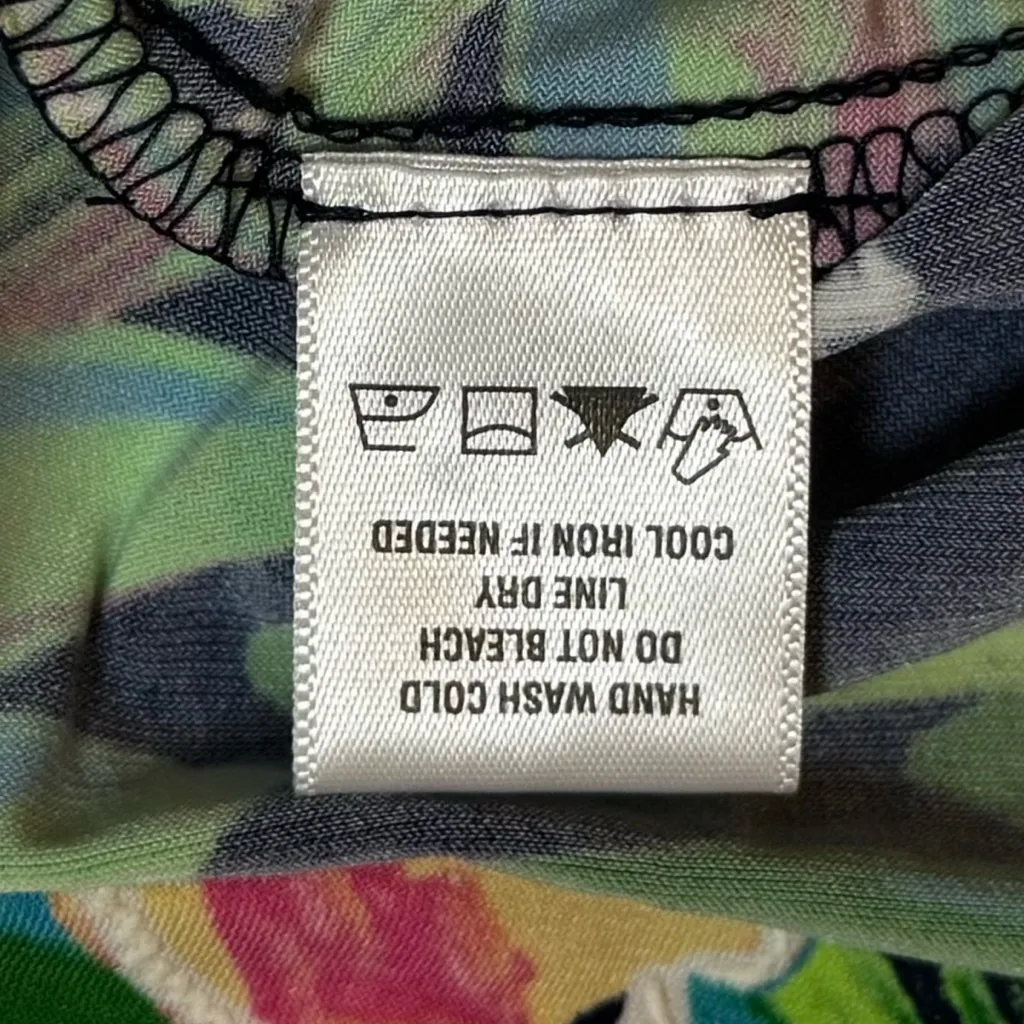 HAND WASH COLD
DO NOT BLEACH
LINE DRY
COOL IRON IF NEEDED